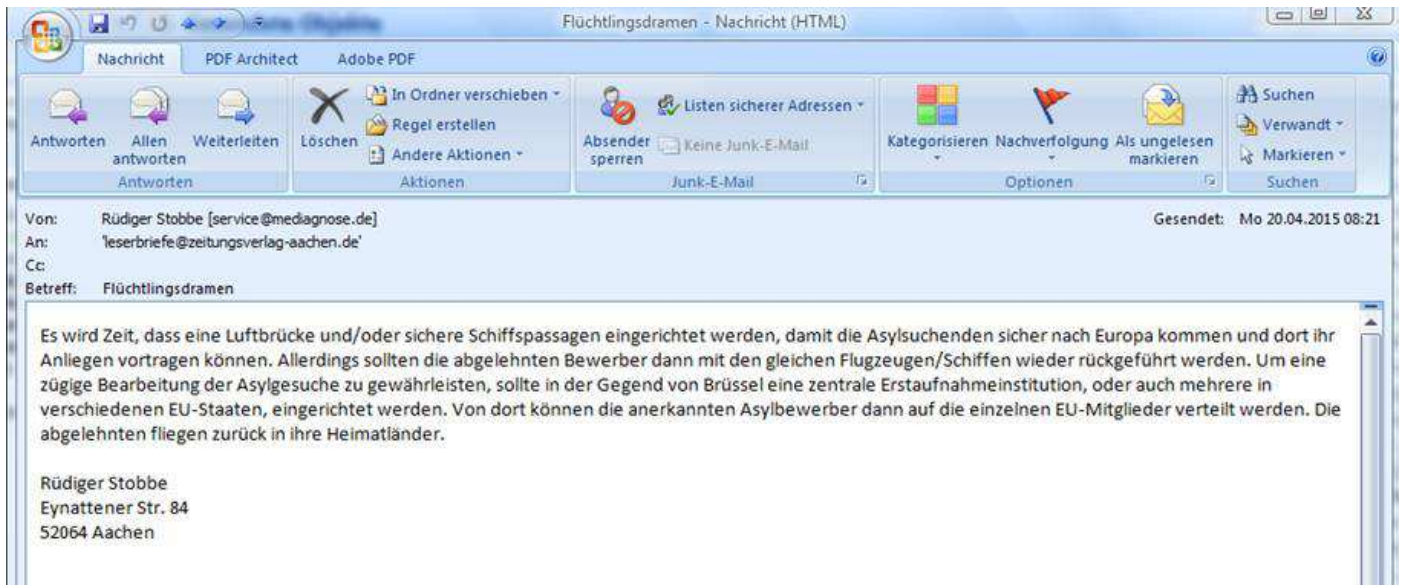 Flüchtlingsdramen - Nachricht (HTML)
Nachricht PDF Architect Adobe PDF
Antworten
Allen antworten
Weiterleiten
Antworten
Löschen
In Ordner verschieben
Regel erstellen
Andere Aktionen
Aktionen
Absender sperren
Listen sicherer Adressen
Keine Junk-E-Mail
Junk-E-Mail
Kategorisieren
Nachverfolgung
Als ungelesen markieren
Optionen
Suchen
Verwandt
Markieren
Suchen
Von: Rüdiger Stobbe [service@mediagnose.de] Gesendet: Mo 20.04.2015 08:21
An: 'leserbriefe@zeitungsverlag-aachen.de'
Cc:
Betreff: Flüchtlingsdramen
Es wird Zeit, dass eine Luftbrücke und/oder sichere Schiffspassagen eingerichtet werden, damit die Asylsuchenden sicher nach Europa kommen und dort ihr
Anliegen vortragen können. Allerdings sollten die abgelehnten Bewerber dann mit den gleichen Flugzeugen/Schiffen wieder rückgeführt werden. Um eine
zügige Bearbeitung der Asylgesuche zu gewährleisten, sollte in der Gegend von Brüssel eine zentrale Erstaufnahmeinstitution, oder auch mehrere in
verschiedenen EU-Staaten, eingerichtet werden. Von dort können die anerkannten Asylbewerber dann auf die einzelnen EU-Mitglieder verteilt werden. Die
abgelehnten fliegen zurück in ihre Heimatländer.
Rüdiger Stobbe
Eynattener Str. 84
52064 Aachen